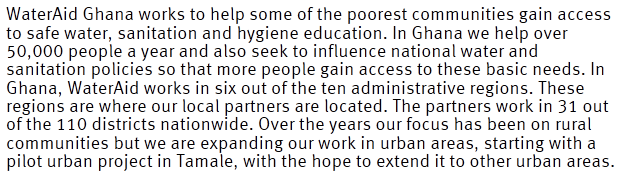 WaterAid Ghana works to help some of the poorest communities gain access
to safe water, sanitation and hygiene education. In Ghana we help over
50,000 people a year and also seek to influence national water and
sanitation policies so that more people gain access to these basic needs. In
Ghana, WaterAid works in six out of the ten administrative regions. These
regions are where our local partners are located. The partners work in 31 out
of the 110 districts nationwide. Over the years our focus has been on rural
communities but we are expanding our work in urban areas, starting with a
pilot urban project in Tamale, with the hope to extend it to other urban areas.